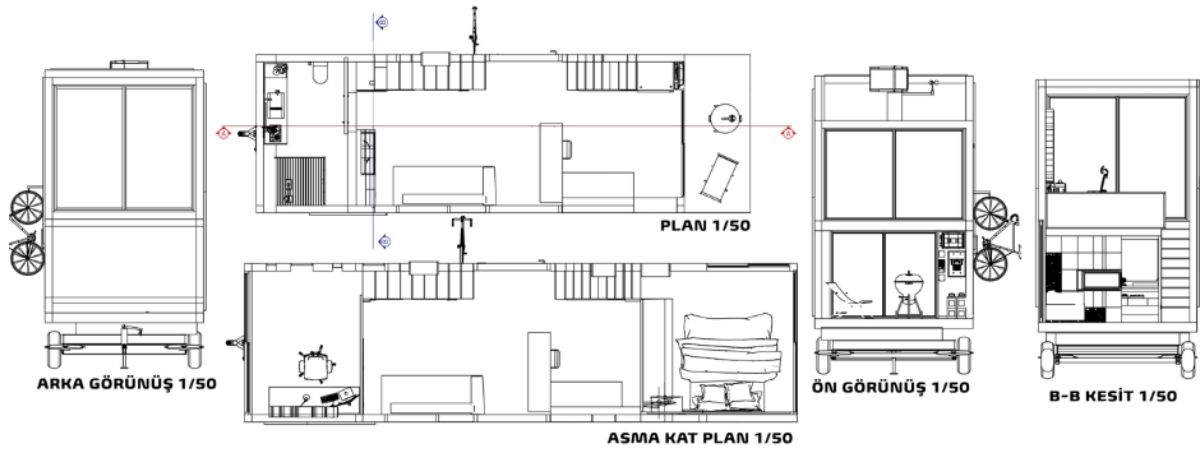 B
A
A
PLAN 1/50
B
ARKA GÖRÜNÜŞ 1/50
ÖN GÖRÜNÜŞ 1/50
B-B KESİT 1/50
ASMA KAT PLAN 1/50